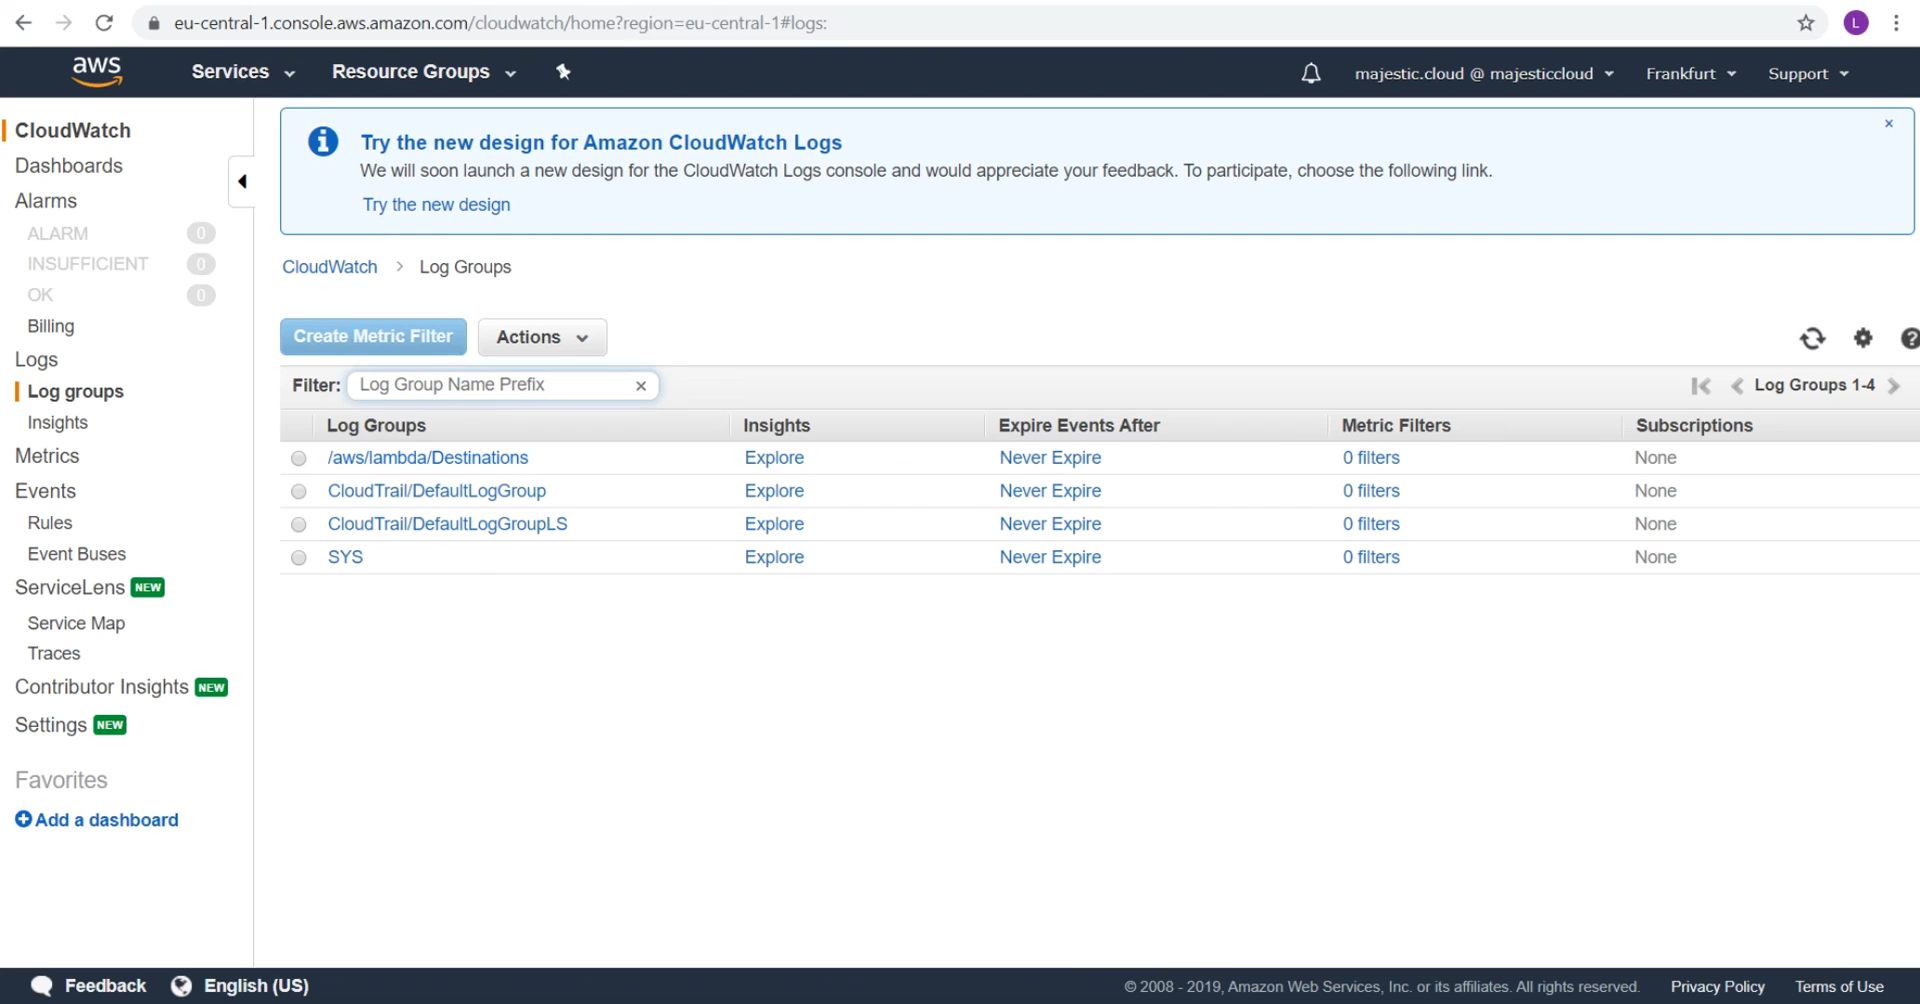 eu-central-1.console.aws.amazon.com/cloudwatch/home?region=eu-central-1#logs:
L
aws
Services
Resource Groups
majestic.cloud @ majesticcloud
Frankfurt
Support
CloudWatch
Dashboards
Alarms
ALARM 0
INSUFFICIENT 0
OK 0
Billing
Logs
Log groups
Insights
Metrics
Events
Rules
Event Buses
ServiceLens NEW
Service Map
Traces
Contributor Insights NEW
Settings NEW
Favorites
Add a dashboard
Try the new design for Amazon CloudWatch Logs
We will soon launch a new design for the CloudWatch Logs console and would appreciate your feedback. To participate, choose the following link.
Try the new design
CloudWatch > Log Groups
Create Metric Filter Actions
Filter: Log Group Name Prefix × Log Groups 1-4
Log Groups Insights Expire Events After Metric Filters Subscriptions
/aws/lambda/Destinations Explore Never Expire 0 filters None
CloudTrail/DefaultLogGroup Explore Never Expire 0 filters None
CloudTrail/DefaultLogGroupLS Explore Never Expire 0 filters None
SYS Explore Never Expire 0 filters None
Feedback English (US) © 2008 - 2019, Amazon Web Services, Inc. or its affiliates. All rights reserved. Privacy Policy Terms of Use